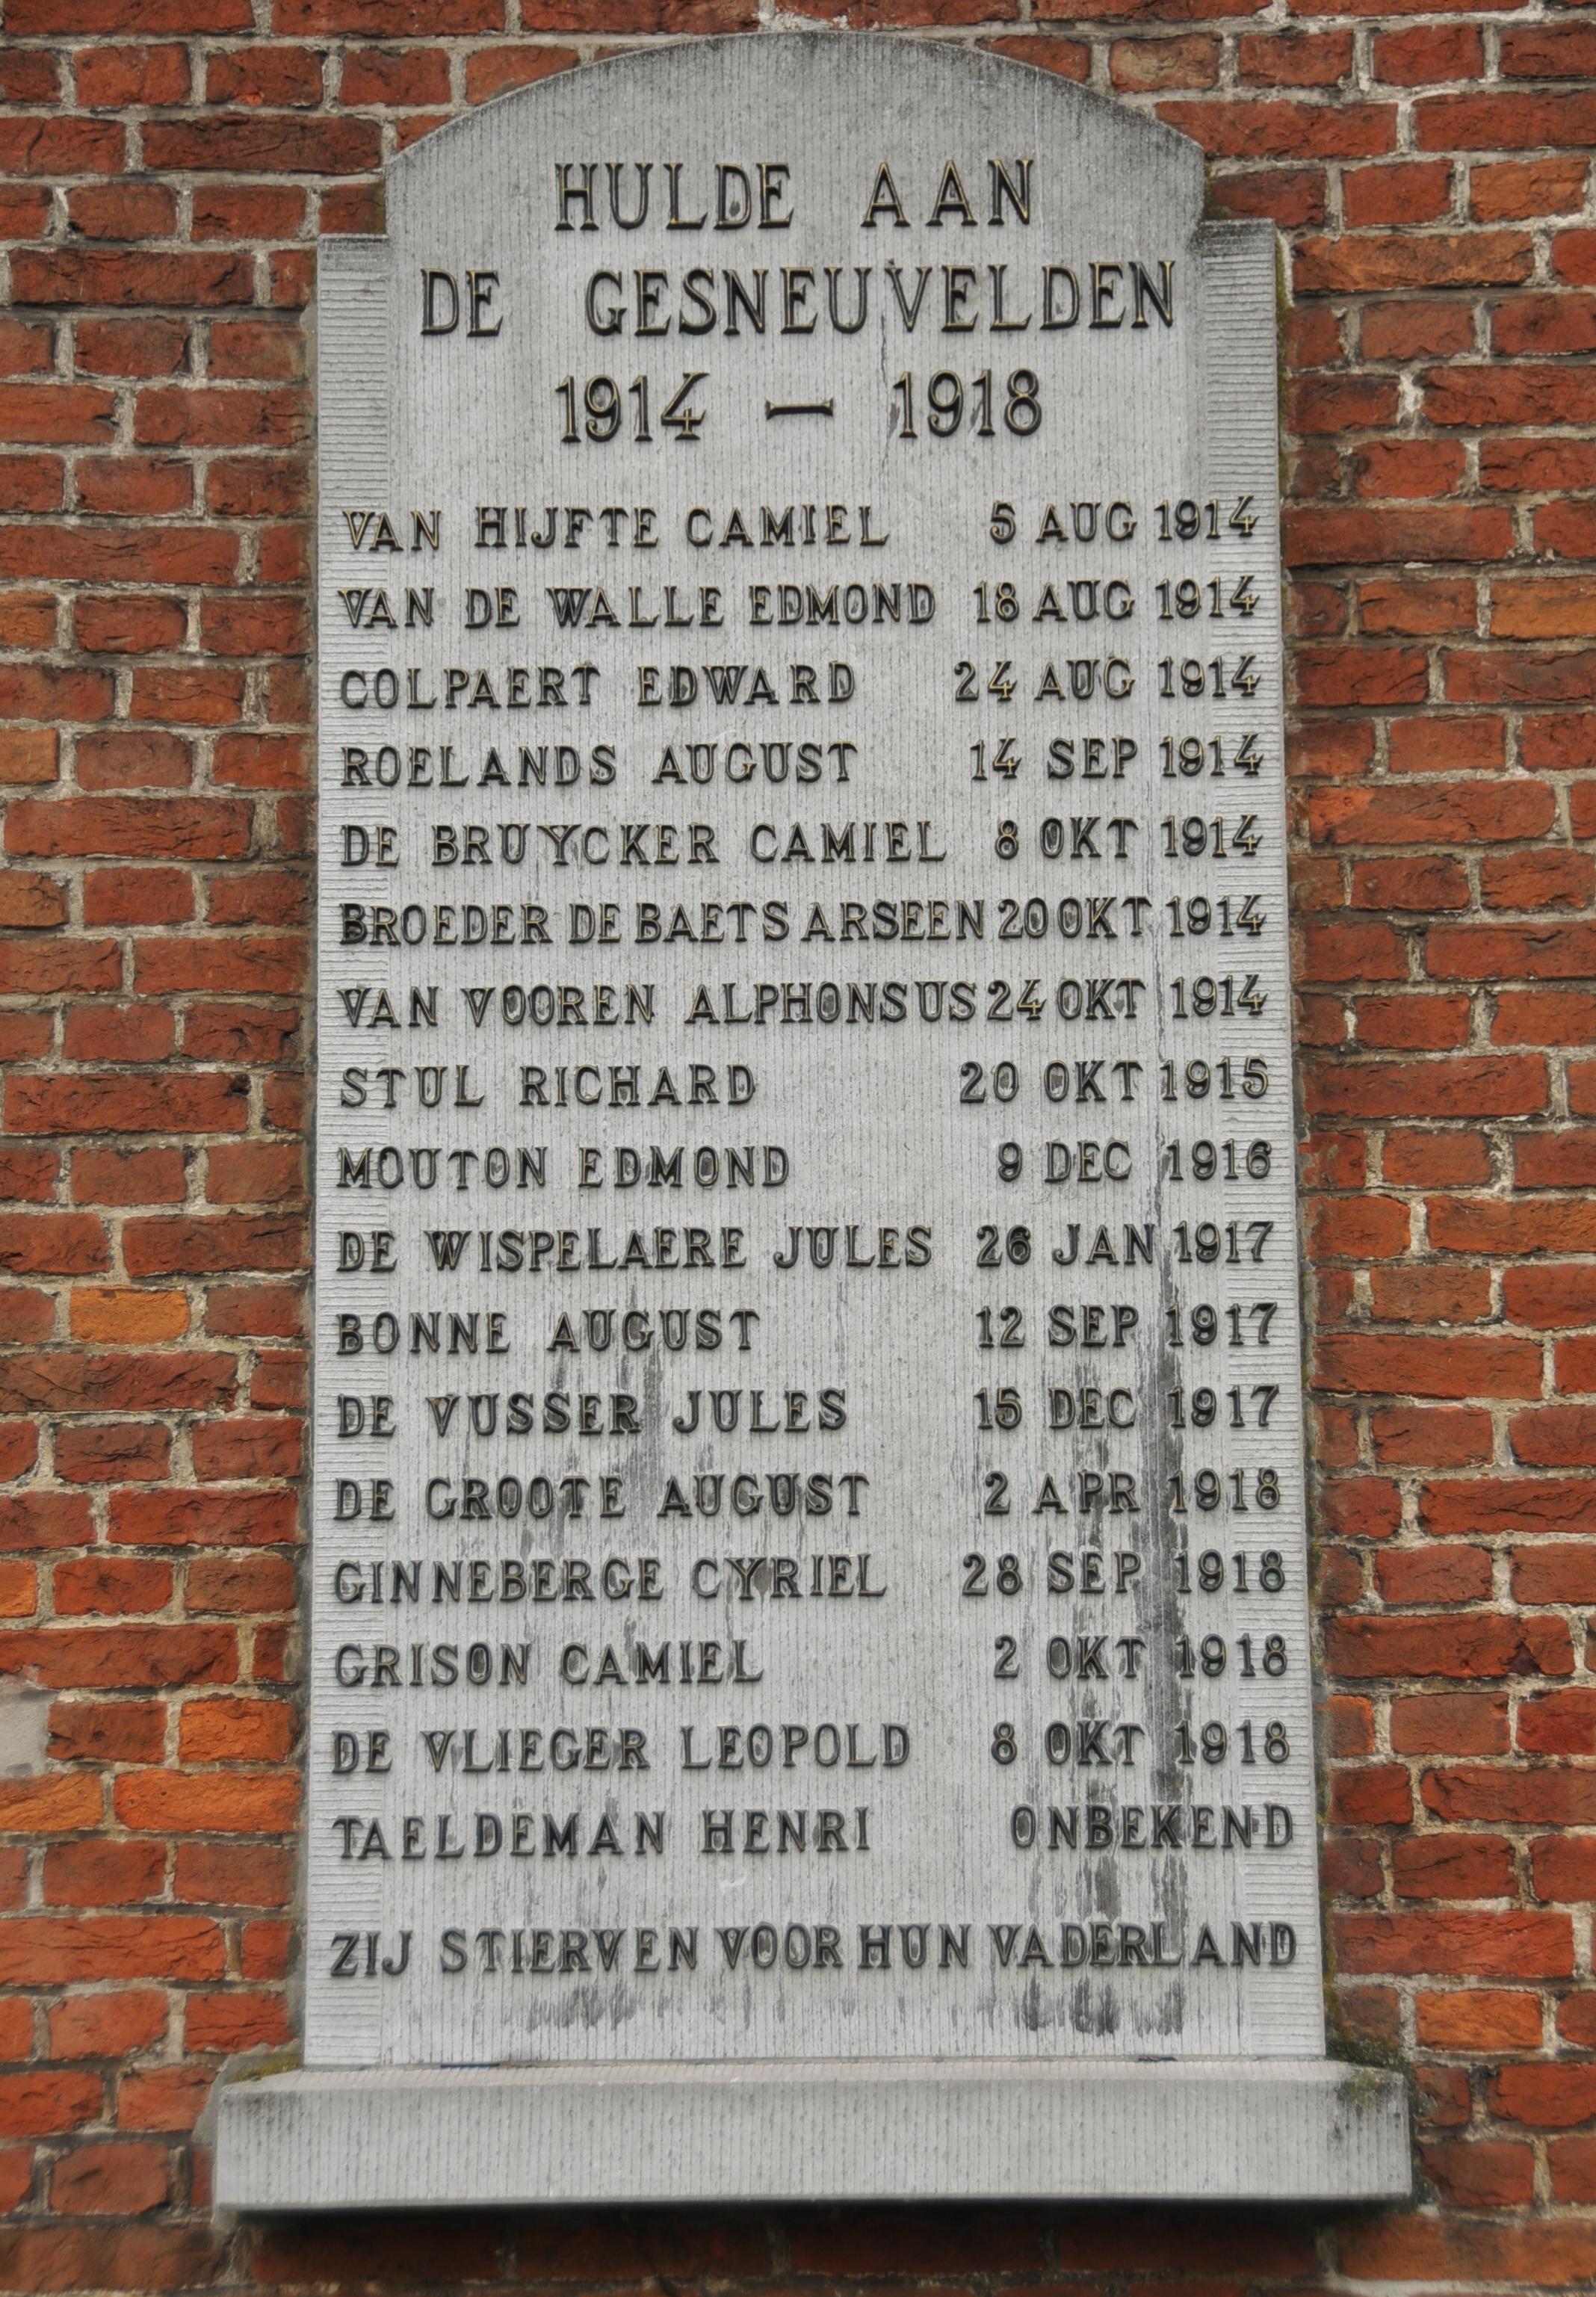 HULDE AAN
DE GESNEUVELDEN
1914 — 1918
VAN HIJFTE CAMIEL 5 AUG 1914
VAN DE WALLE EDMOND 18 AUG 1914
COLPAERT EDWARD 24 AUG 1914
ROELANDS AUGUST 14 SEP 1914
DE BRUYCKER CAMIEL 8 OKT 1914
BROEDER DE BAETS ARSEEN 20 OKT 1914
VAN VOOREN ALPHONSUS 24 OKT 1914
STUL RICHARD 20 OKT 1915
MOUTON EDMOND 9 DEC 1916
DE WISPELAERE JULES 26 JAN 1917
BONNE AUGUST 12 SEP 1917
DE VUSSER JULES 15 DEC 1917
DE GROOTE AUGUST 2 APR 1918
GINNEBERGE CYRIEL 28 SEP 1918
GRISON CAMIEL 2 OKT 1918
DE VLIEGER LEOPOLD 8 OKT 1918
TAELDEMAN HENRI ONBEKEND
ZIJ STIERVEN VOOR HUN VADERLAND